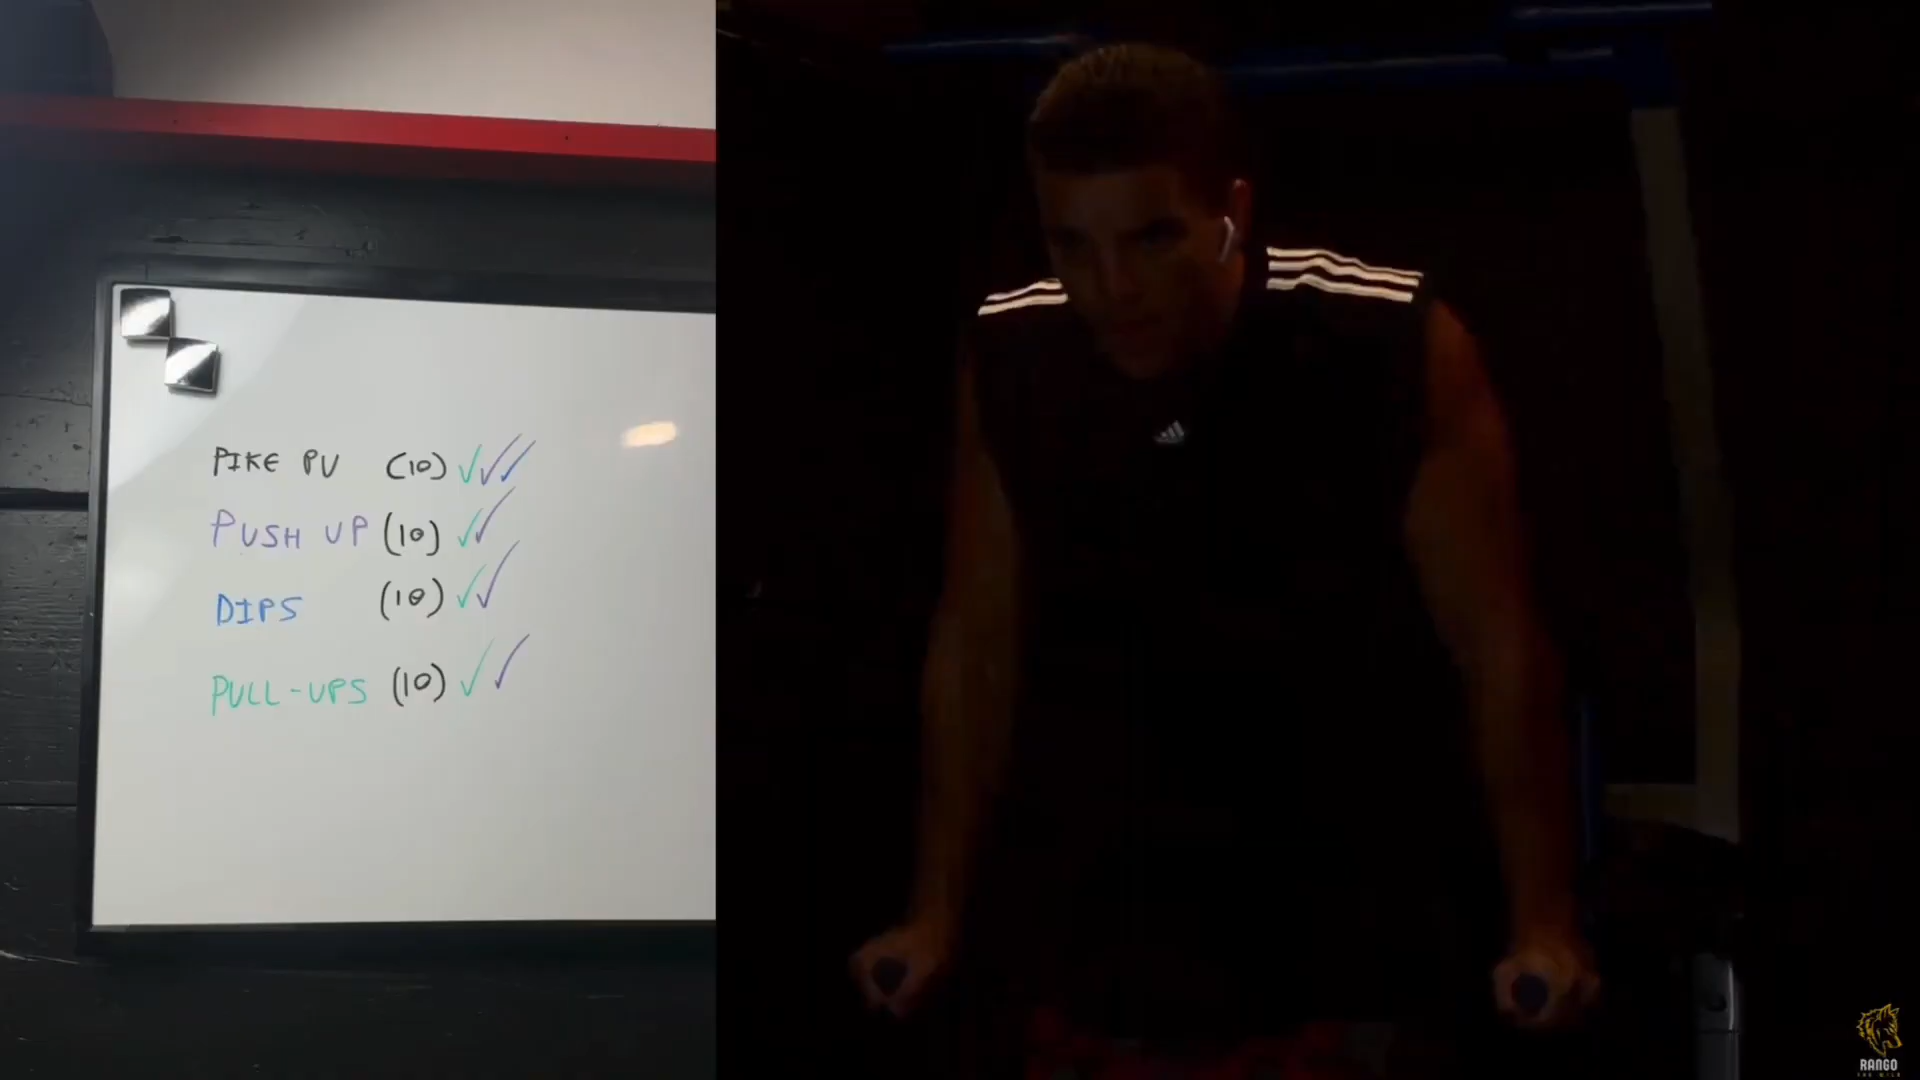 PIKE PU (10) ✓✓✓
PUSH UP (10) ✓✓
DIPS (10) ✓✓
PULL-UPS (10) ✓✓
RANGO